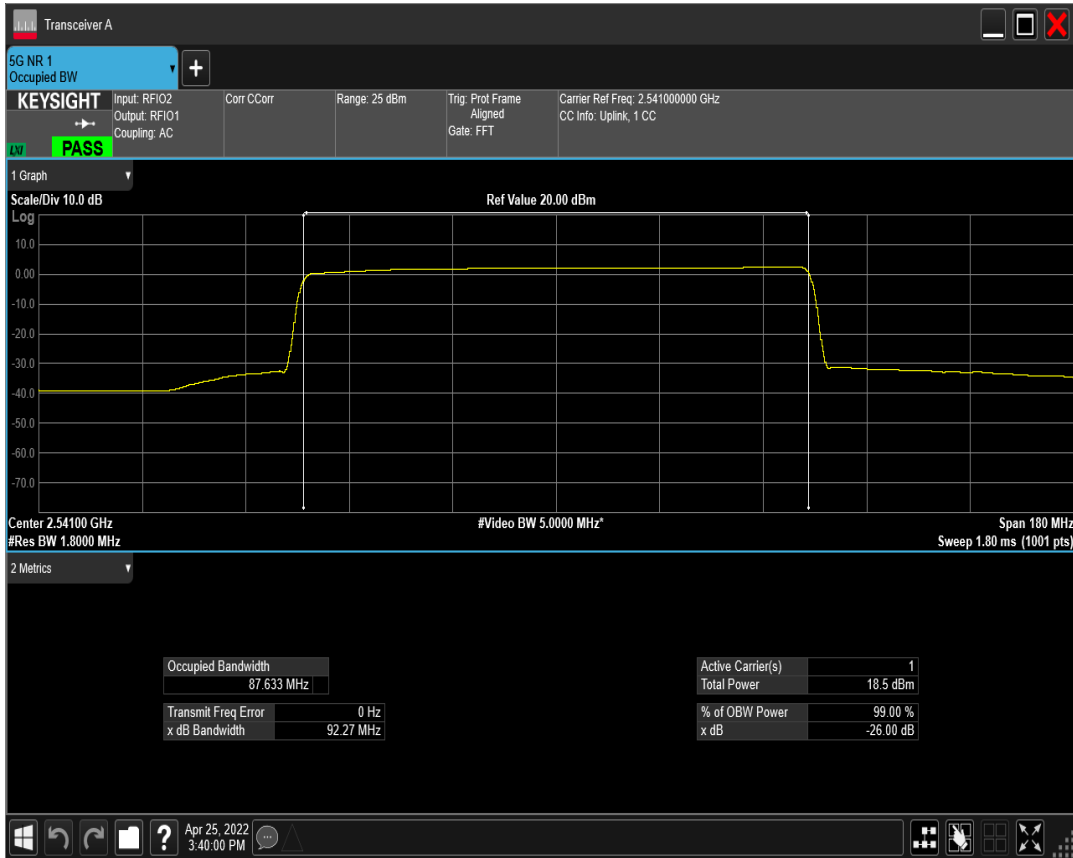 Transceiver A
5G NR 1
Occupied BW
+
KEYSIGHT
LXI
PASS
Input: RFIO2
Output: RFIO1
Coupling: AC
Corr CCorr
Range: 25 dBm
Trig: Prot Frame
Aligned
Gate: FFT
Carrier Ref Freq: 2.541000000 GHz
CC Info: Uplink, 1 CC
1 Graph
Scale/Div 10.0 dB
Ref Value 20.00 dBm
Log
10.0
0.00
-10.0
-20.0
-30.0
-40.0
-50.0
-60.0
-70.0
Center 2.54100 GHz
#Video BW 5.0000 MHz*
Span 180 MHz
#Res BW 1.8000 MHz
Sweep 1.80 ms (1001 pts)
2 Metrics
Occupied Bandwidth
87.633 MHz
Transmit Freq Error 0 Hz
x dB Bandwidth 92.27 MHz
Active Carrier(s) 1
Total Power 18.5 dBm
% of OBW Power 99.00 %
x dB -26.00 dB
?
Apr 25, 2022
3:40:00 PM